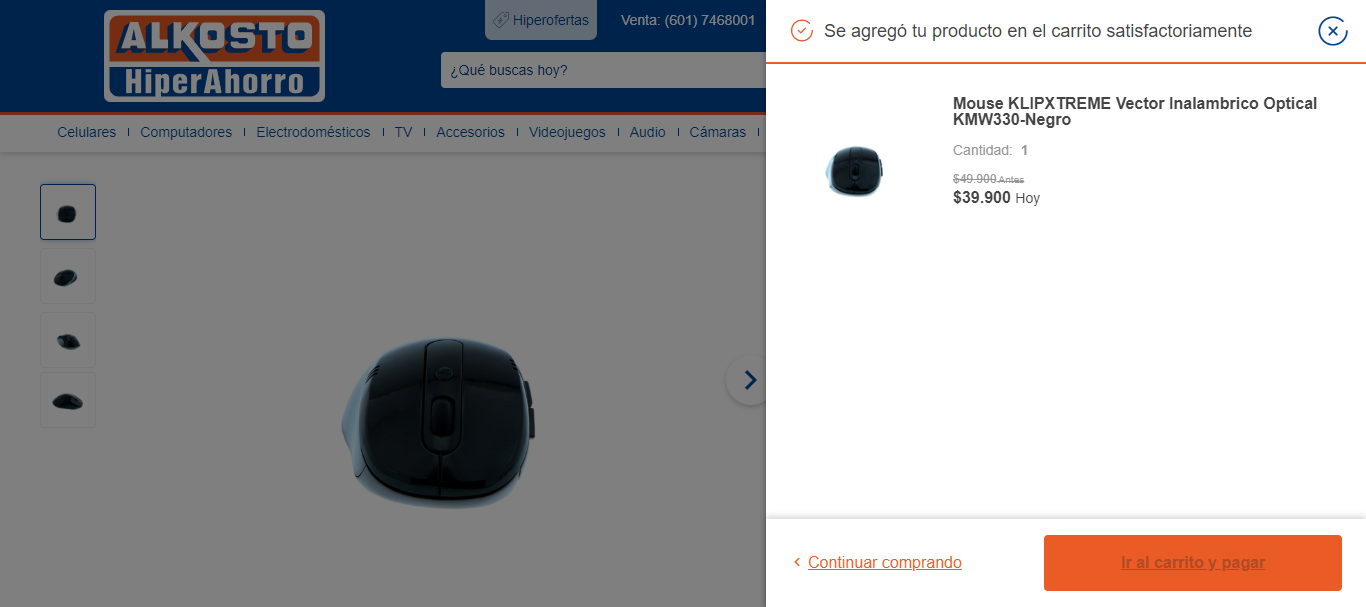 ALKOSTO
HiperAhorro
Hiperofertas
Venta: (601) 7468001
¿Qué buscas hoy?
Celulares
Computadores
Electrodomésticos
TV
Accesorios
Videojuegos
Audio
Cámaras
Se agregó tu producto en el carrito satisfactoriamente
Mouse KLIPXTREME Vector Inalambrico Optical
KMW330-Negro
Cantidad: 1
$49.900 Antes
$39.900 Hoy
Continuar comprando
Ir al carrito y pagar